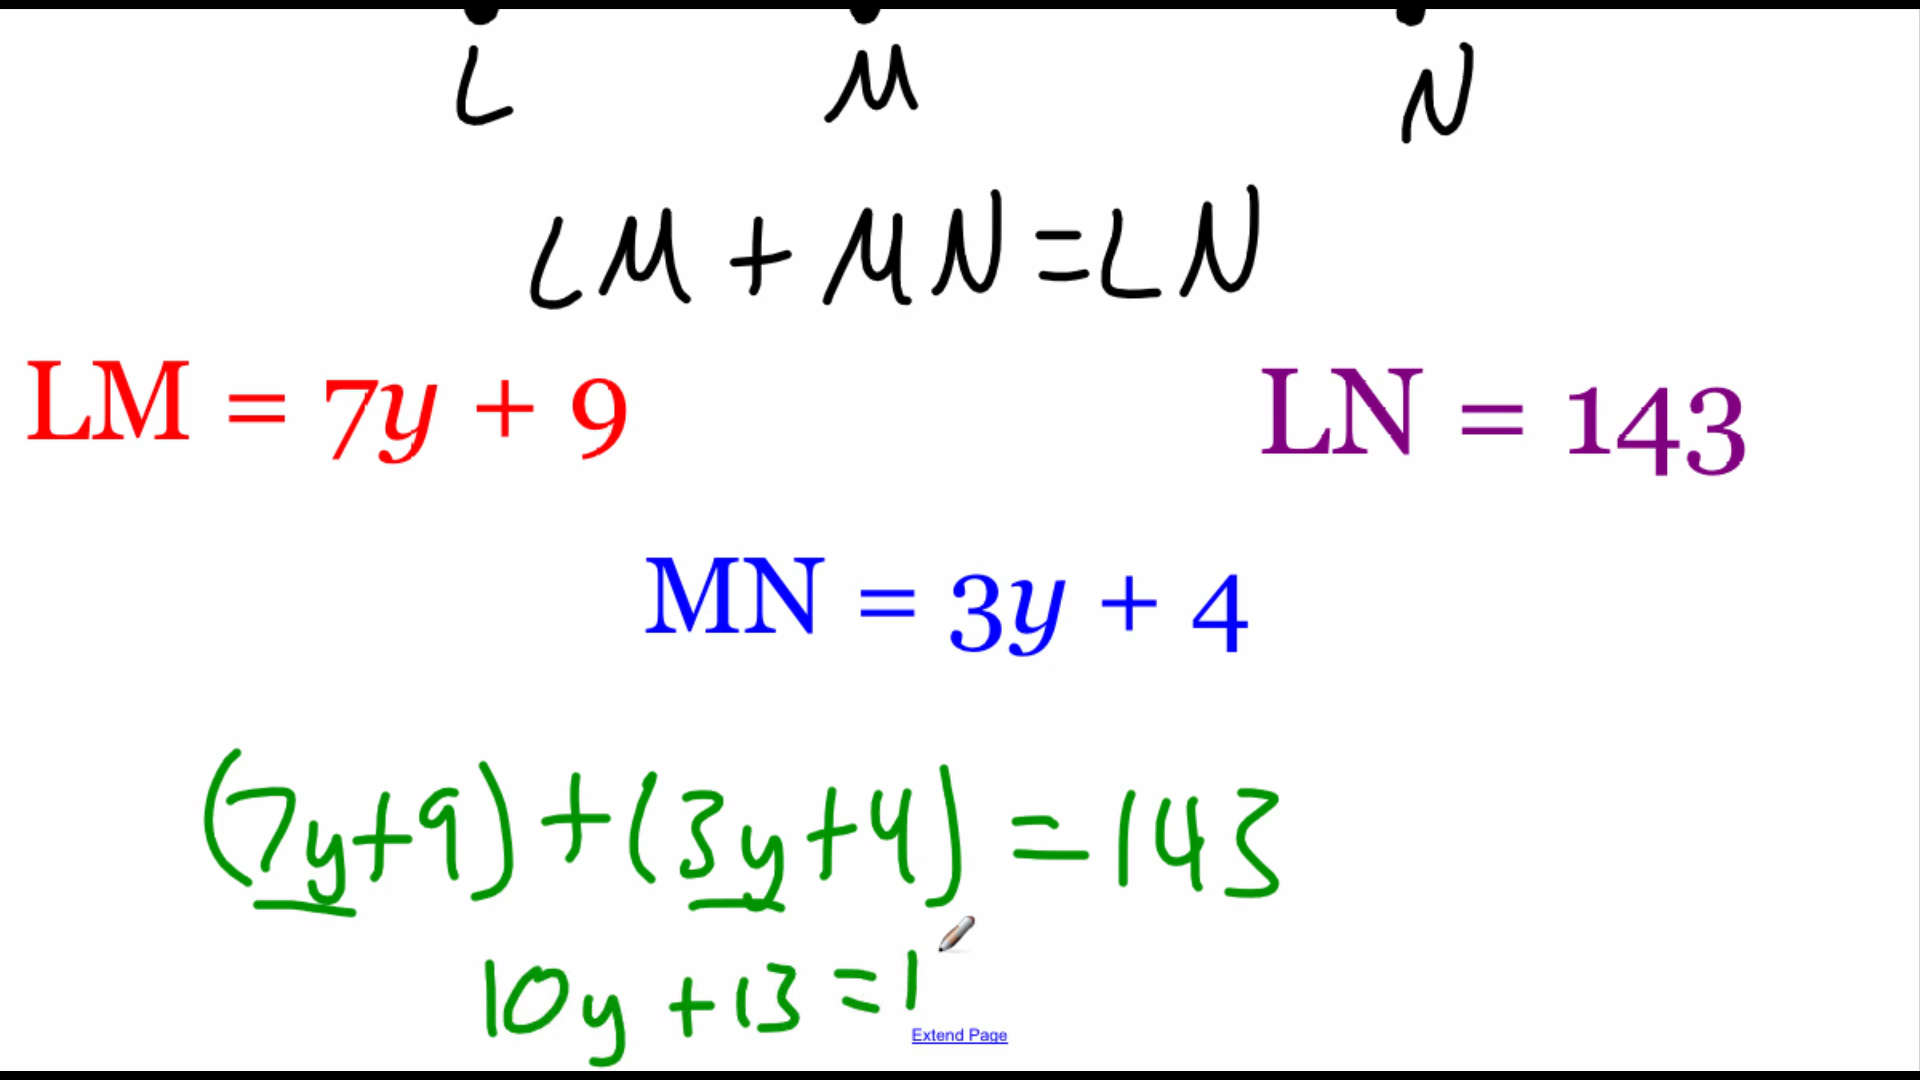 L M N
LM + MN = LN
LM = 7y + 9
LN = 143
MN = 3y + 4
(7y+9) + (3y+4) = 143
10y + 13 = 1
Extend Page